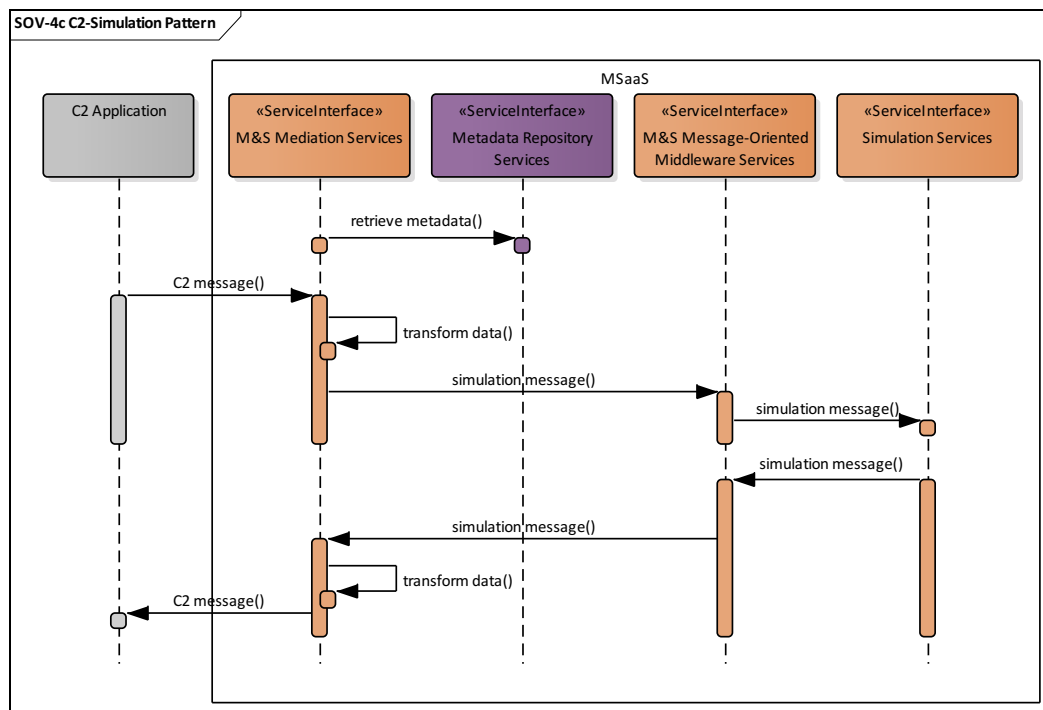 SOV-4c C2-Simulation Pattern
MSaaS
C2 Application
«ServiceInterface»
M&S Mediation Services
«ServiceInterface»
Metadata Repository
Services
«ServiceInterface»
M&S Message-Oriented
Middleware Services
«ServiceInterface»
Simulation Services
retrieve metadata()
C2 message()
transform data()
simulation message()
simulation message()
simulation message()
simulation message()
transform data()
C2 message()